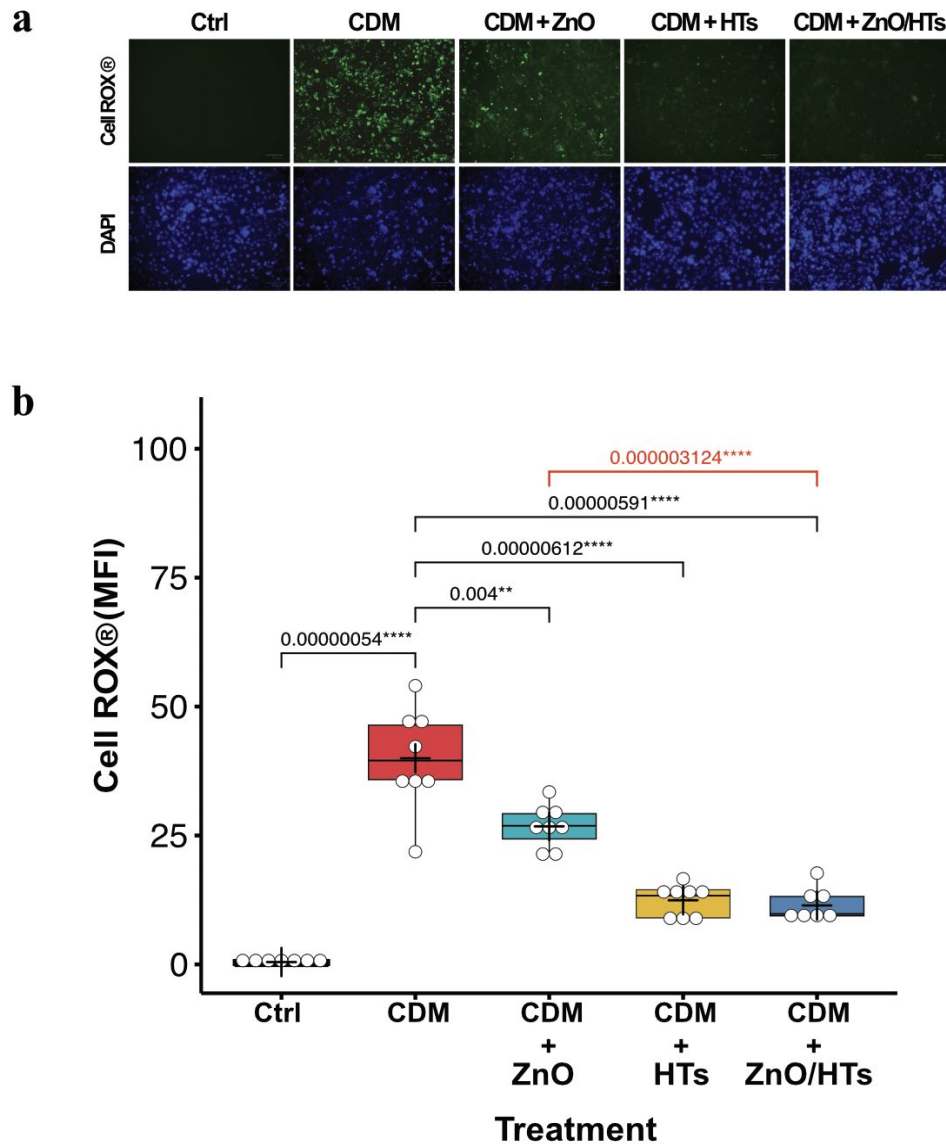 a
Ctrl CDM CDM + ZnO CDM + HTs CDM + ZnO/HTs
Cell ROX®
DAPI
b
Cell ROX®(MFI)
100
75
50
25
0
0.000003124****
0.00000591****
0.00000612****
0.004**
0.00000054****
Ctrl CDM CDM CDM CDM
+ + +
ZnO HTs ZnO/HTs
Treatment